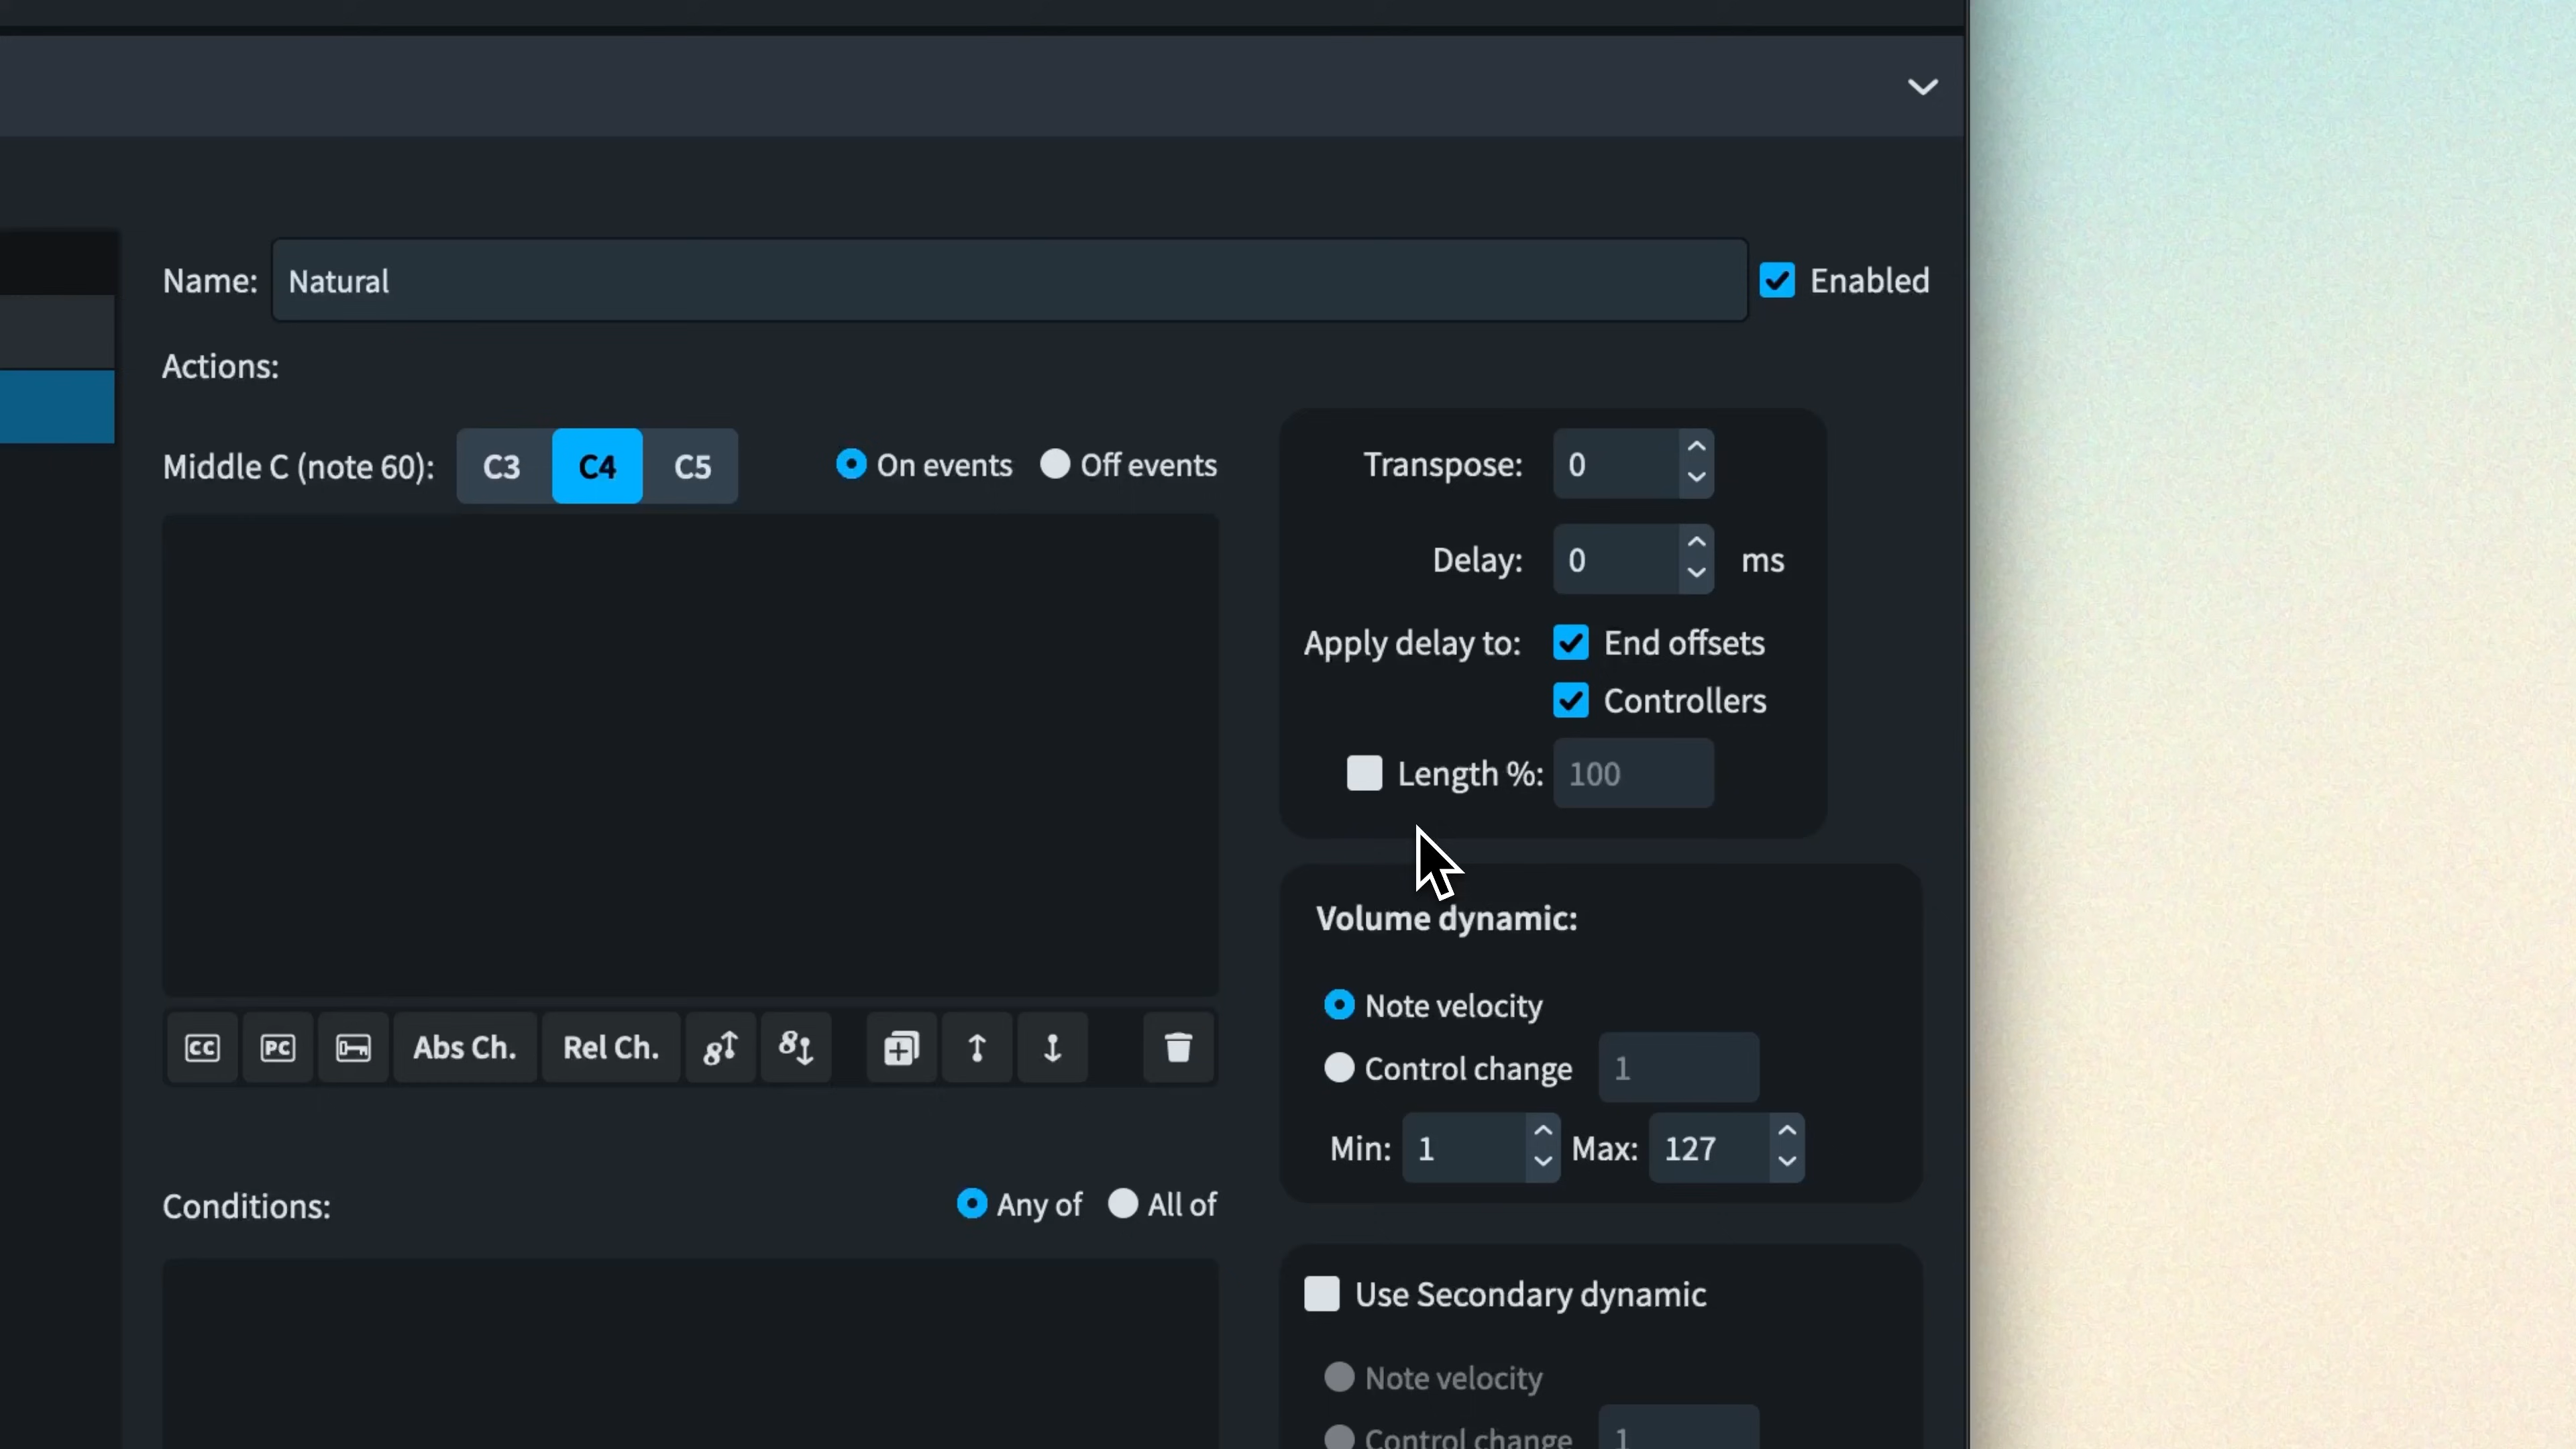 Name: Natural Enabled
Actions:
Middle C (note 60): C3 C4 C5 On events Off events
Transpose: 0
Delay: 0 ms
Apply delay to: End offsets
Controllers
Length %: 100
Volume dynamic:
Note velocity
Control change 1
Min: 1 Max: 127
CC PC Abs Ch. Rel Ch. 8 8
Conditions: Any of All of
Use Secondary dynamic
Note velocity
Control change 1